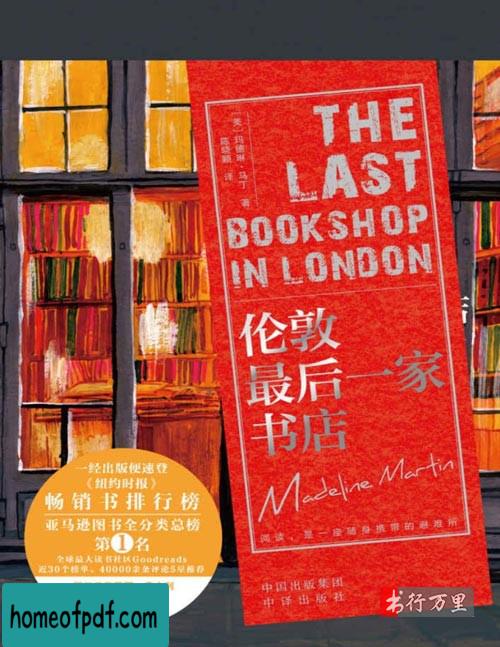 [美]玛德琳·马丁 著
陈晓颖 译
THE
LAST
BOOKSHOP
IN LONDON
伦敦
最后一家
书店
Madeline Martin
阅读，是一座随身携带的避难所
中国出版集团
中译出版社
一经出版便速登
《纽约时报》
畅销书排行榜
亚马逊图书全分类总榜
第1名
全球最大读书社区Goodreads
近30个榜单、40000余条评论5星推荐
书行万里
homeofpdf.com